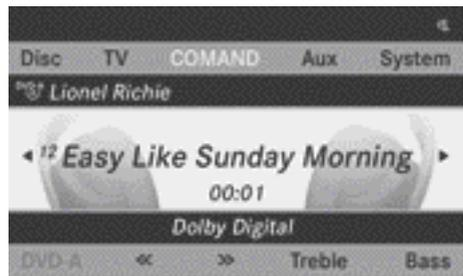 Disc TV COMAND Aux System
Lionel Richie
12 Easy Like Sunday Morning
00:01
Dolby Digital
DVD-A << >> Treble Bass